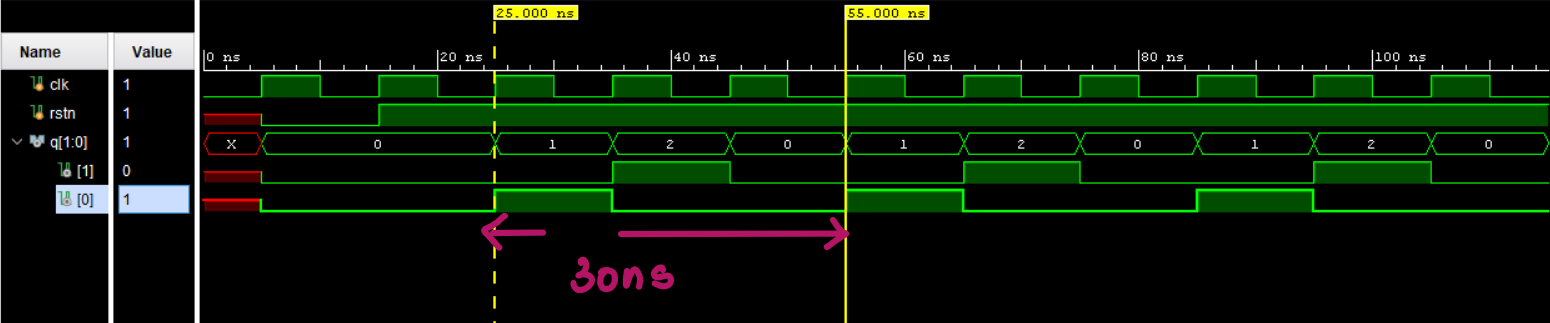 25.000 ns 55.000 ns
Name Value
0 ns 20 ns 40 ns 60 ns 80 ns 100 ns
clk 1
rstn 1
q[1:0] 1 X 0 1 2 0 1 2 0 1 2 0
[1] 0
[0] 1
30ns